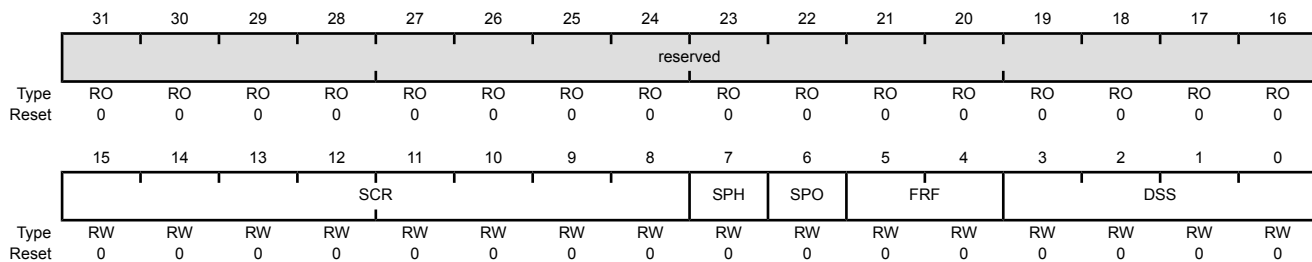 31 30 29 28 27 26 25 24 23 22 21 20 19 18 17 16
reserved
Type RO RO RO RO RO RO RO RO RO RO RO RO RO RO RO RO
Reset 0 0 0 0 0 0 0 0 0 0 0 0 0 0 0 0
15 14 13 12 11 10 9 8 7 6 5 4 3 2 1 0
SCR SPH SPO FRF DSS
Type RW RW RW RW RW RW RW RW RW RW RW RW RW RW RW RW
Reset 0 0 0 0 0 0 0 0 0 0 0 0 0 0 0 0